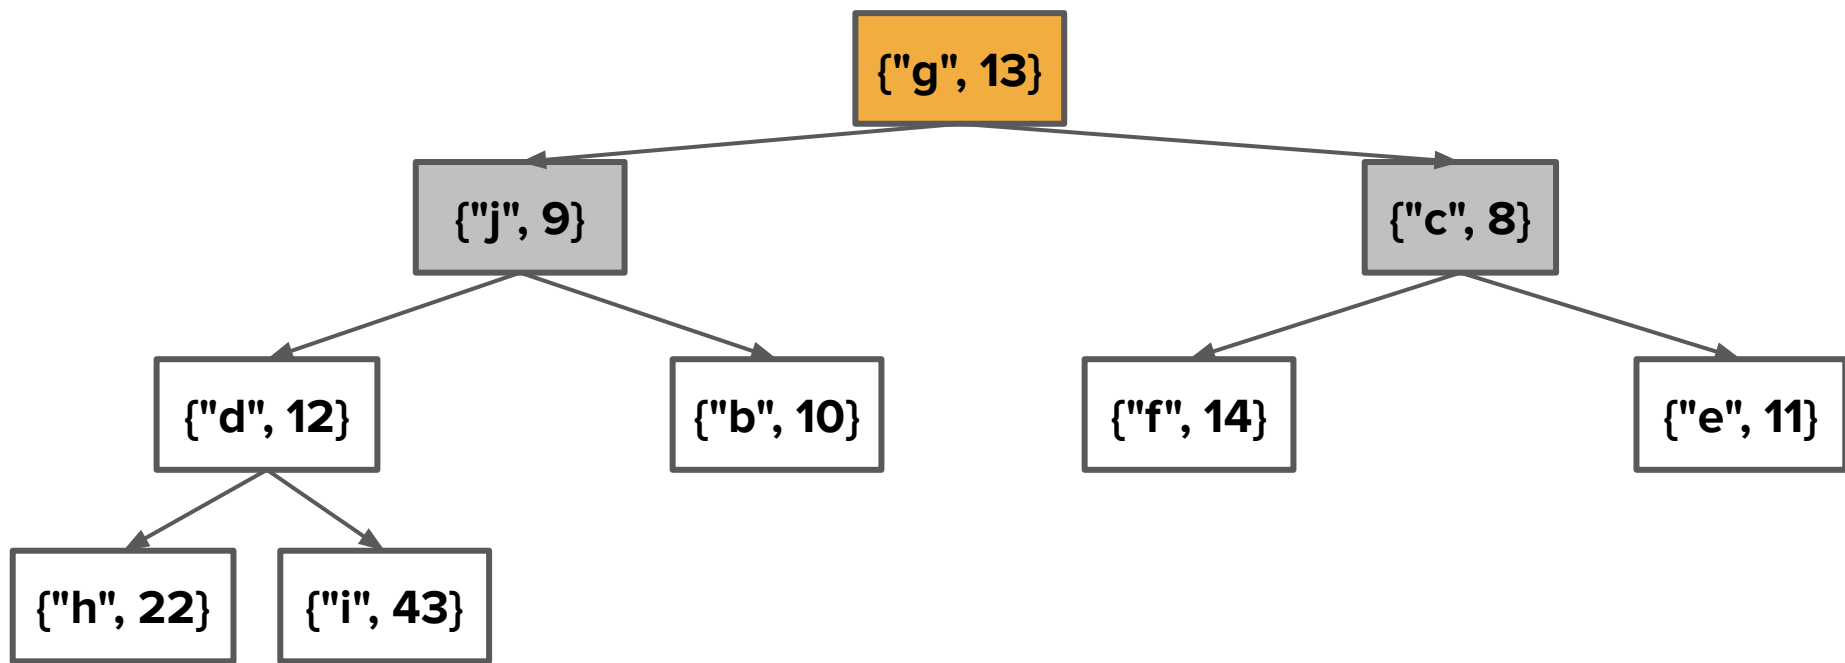 {"g", 13}
{"j", 9}
{"c", 8}
{"d", 12}
{"b", 10}
{"f", 14}
{"e", 11}
{"h", 22}
{"i", 43}